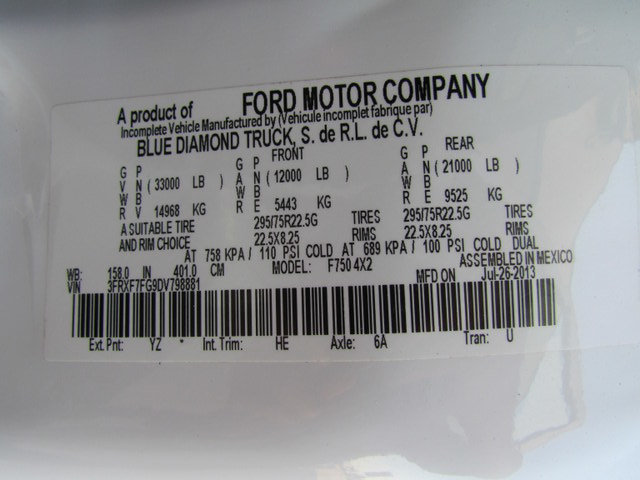 A product of FORD MOTOR COMPANY
Incomplete Vehicle Manufactured by (Vehicule incomplet fabrique par)
BLUE DIAMOND TRUCK, S. de R.L. de C.V.
FRONT REAR
G P G P G P
V N (33000 LB ) A N (12000 LB ) A N (21000 LB )
W B W B W B
R V 14968 KG R E 5443 KG R E 9525 KG
A SUITABLE TIRE 295/75R22.5G TIRES 295/75R22.5G TIRES
AND RIM CHOICE 22.5X8.25 RIMS 22.5X8.25 RIMS
AT 758 KPA/ 110 PSI COLD AT 689 KPA/ 100 PSI COLD DUAL
WB: 158.0 IN 401.0 CM MODEL: F750 4X2 ASSEMBLED IN MEXICO
VIN 3FRXF7FG9DV798881 MFD ON Jul-26-2013
Ext. Pnt: YZ * Int. Trim: HE Axle: 6A Tran: U